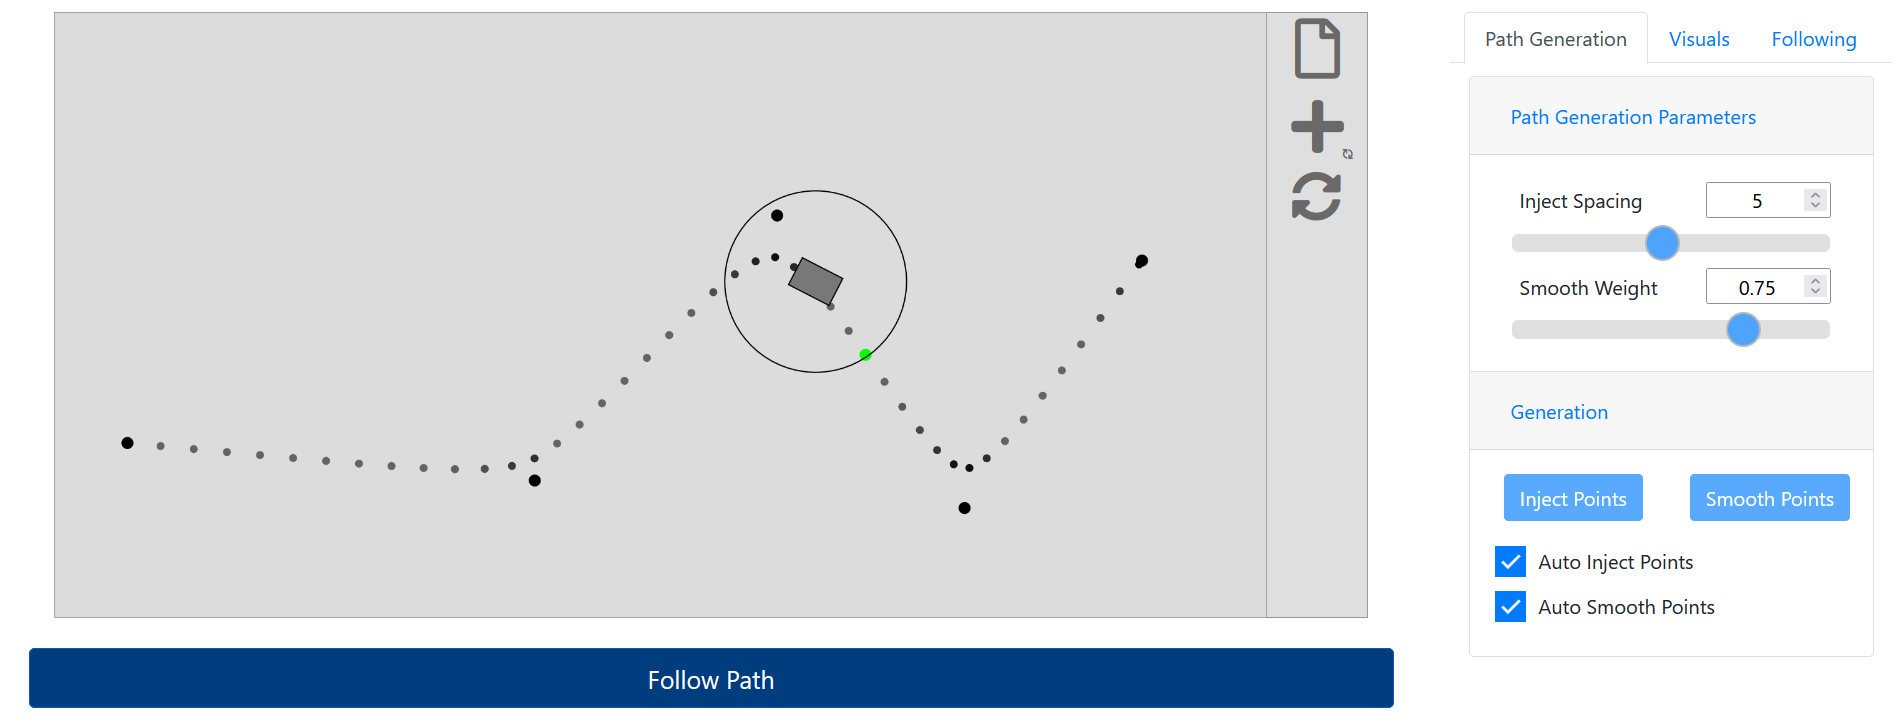 Path Generation
Visuals
Following
Path Generation Parameters
Inject Spacing
5
Smooth Weight
0.75
Generation
Inject Points
Smooth Points
Auto Inject Points
Auto Smooth Points
Follow Path